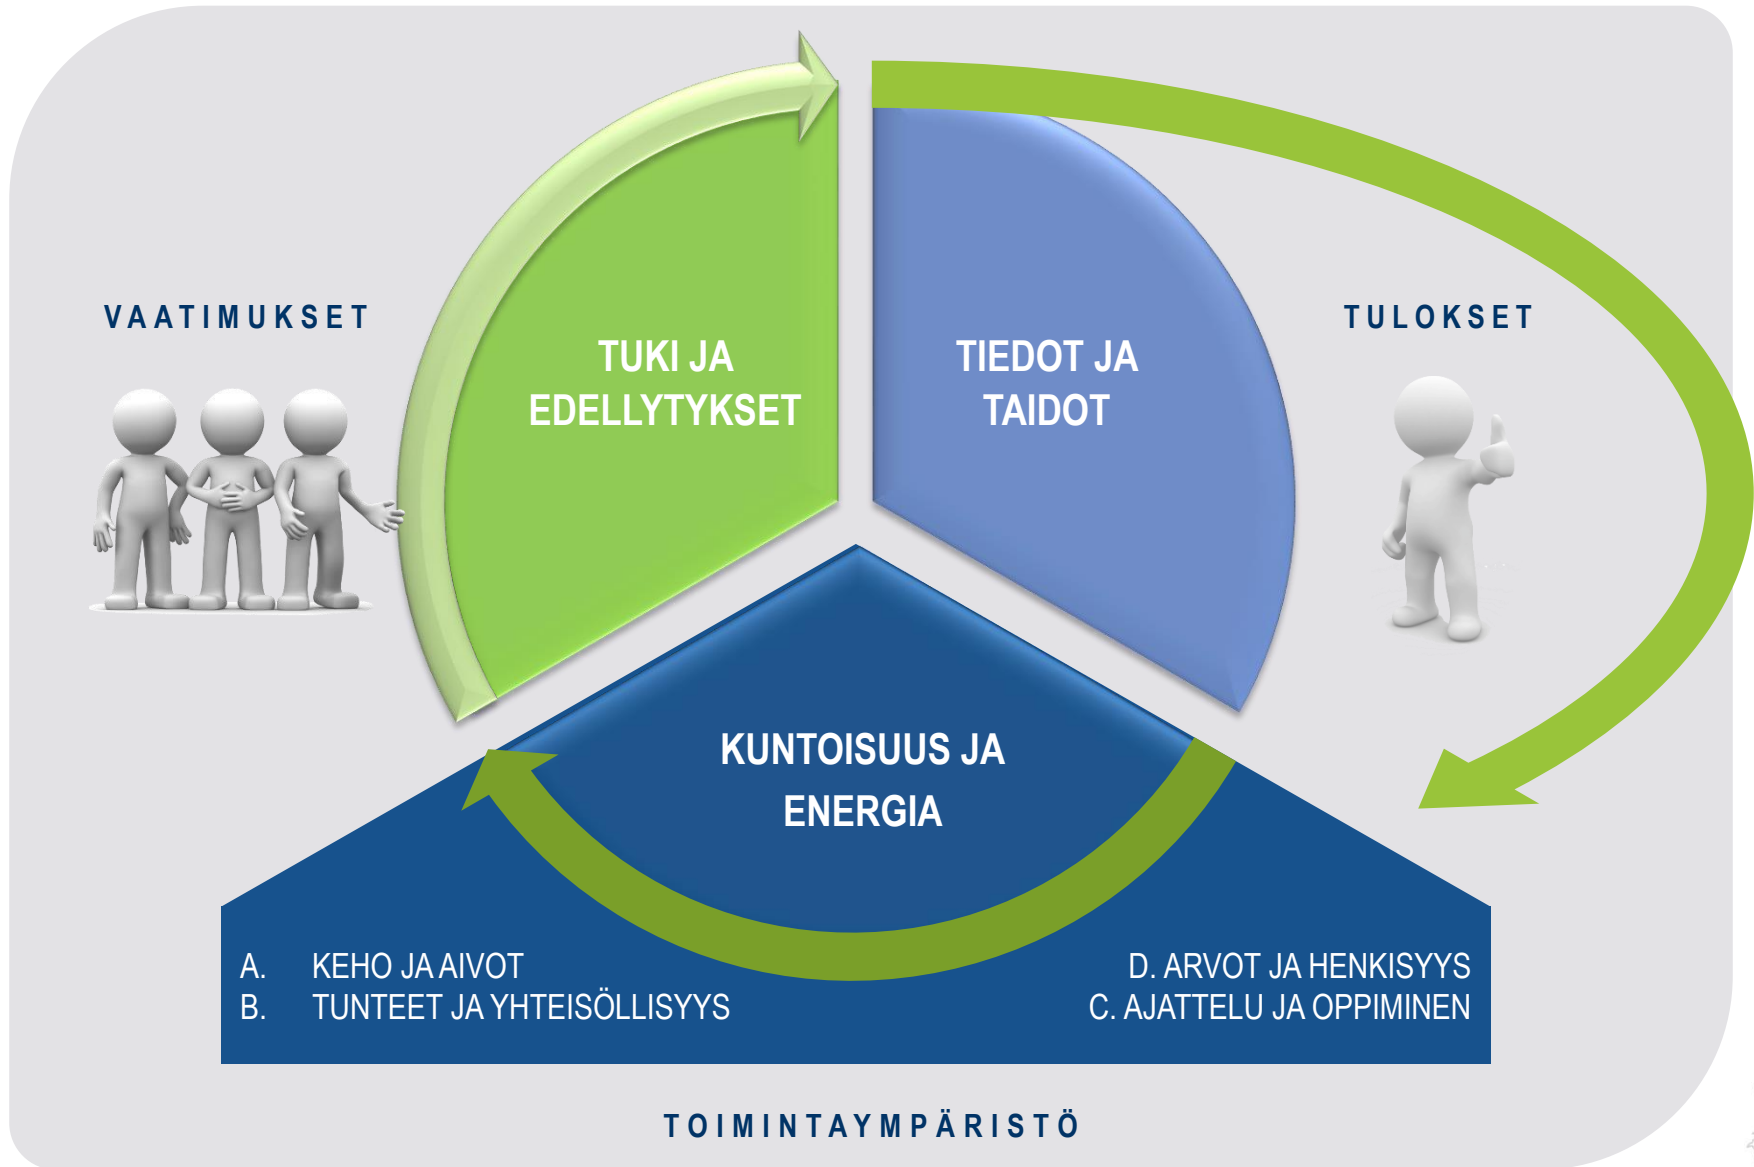 VAATIMUKSET
TULOKSET
TUKI JA
EDELLYTYKSET
TIEDOT JA
TAIDOT
KUNTOISUUS JA
ENERGIA
A. KEHO JA AIVOT
B. TUNTEET JA YHTEISÖLLISYYS
D. ARVOT JA HENKISYYS
C. AJATTELU JA OPPIMINEN
TOIMINTAYMPÄRISTÖ